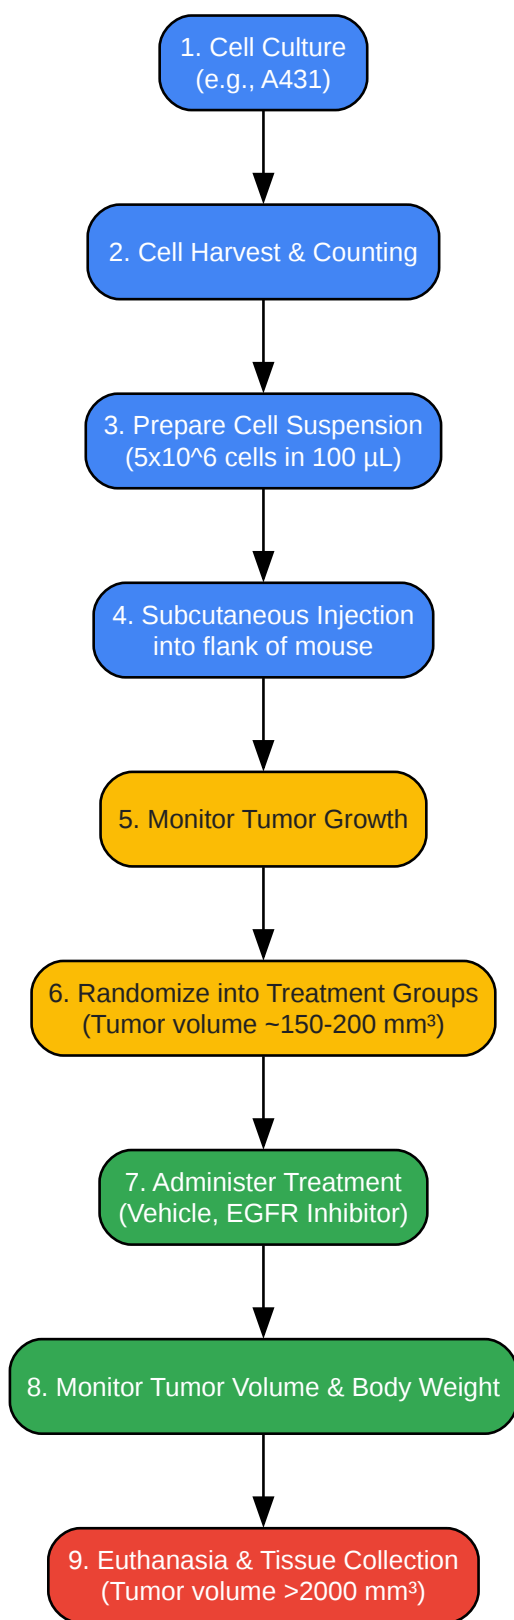 1. Cell Culture
(e.g., A431)
2. Cell Harvest & Counting
3. Prepare Cell Suspension
(5x10^6 cells in 100 µL)
4. Subcutaneous Injection
into flank of mouse
5. Monitor Tumor Growth
6. Randomize into Treatment Groups
(Tumor volume ~150-200 mm³)
7. Administer Treatment
(Vehicle, EGFR Inhibitor)
8. Monitor Tumor Volume & Body Weight
9. Euthanasia & Tissue Collection
(Tumor volume >2000 mm³)